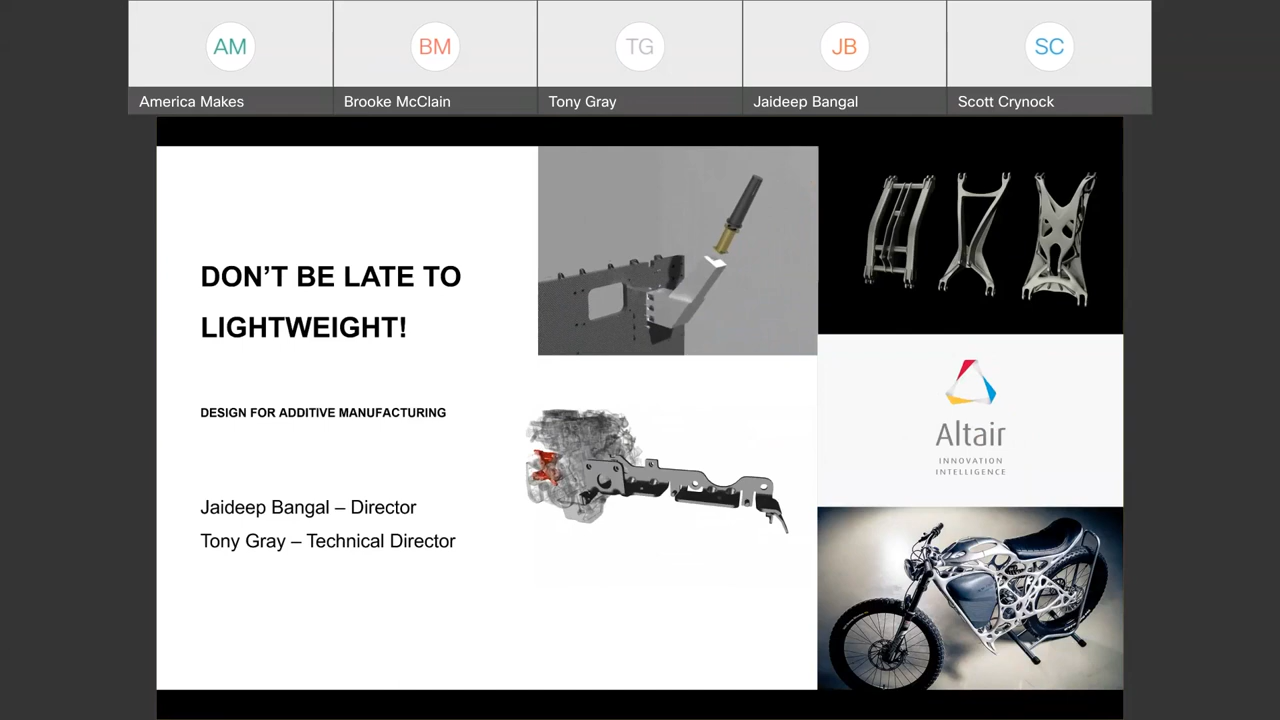 AM
BM
TG
JB
SC
America Makes
Brooke McClain
Tony Gray
Jaideep Bangal
Scott Crynock
DON’T BE LATE TO
LIGHTWEIGHT!
DESIGN FOR ADDITIVE MANUFACTURING
Jaideep Bangal – Director
Tony Gray – Technical Director
Altair
INNOVATION
INTELLIGENCE